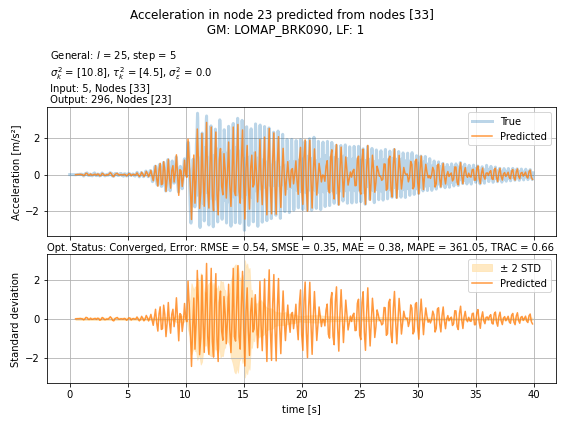 Acceleration in node 23 predicted from nodes [33]
GM: LOMAP_BRK090, LF: 1
General: l = 25, step = 5
σ²ₖ = [10.8], τ²ₖ = [4.5], σ²ε = 0.0
Input: 5, Nodes [33]
Output: 296, Nodes [23]
Acceleration [m/s²]
2
0
−2
True
Predicted
Opt. Status: Converged, Error: RMSE = 0.54, SMSE = 0.35, MAE = 0.38, MAPE = 361.05, TRAC = 0.66
Standard deviation
2
0
−2
± 2 STD
Predicted
0 5 10 15 20 25 30 35 40
time [s]